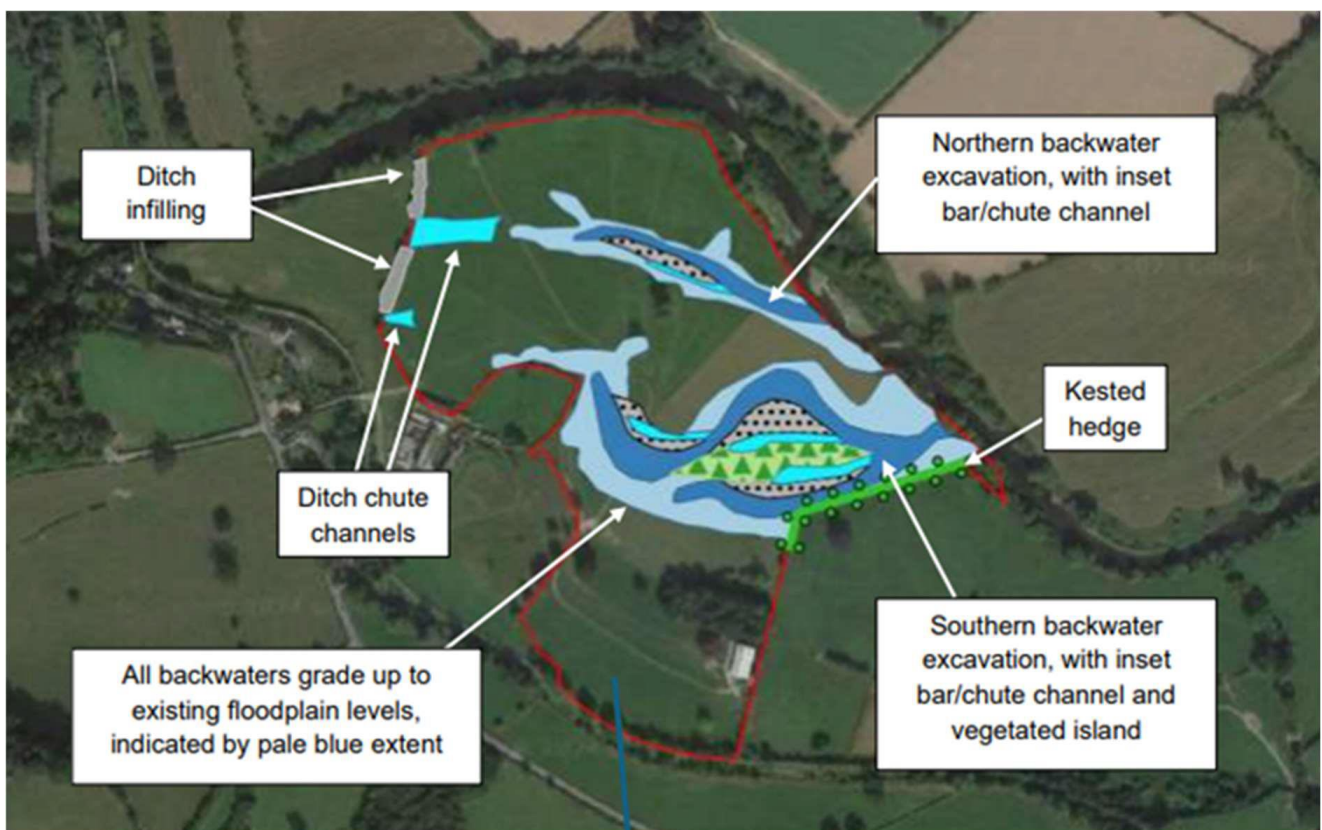 Northern backwater
excavation, with inset
bar/chute channel
Ditch
infilling
Kested
hedge
Ditch chute
channels
Southern backwater
excavation, with inset
bar/chute channel and
vegetated island
All backwaters grade up to
existing floodplain levels,
indicated by pale blue extent